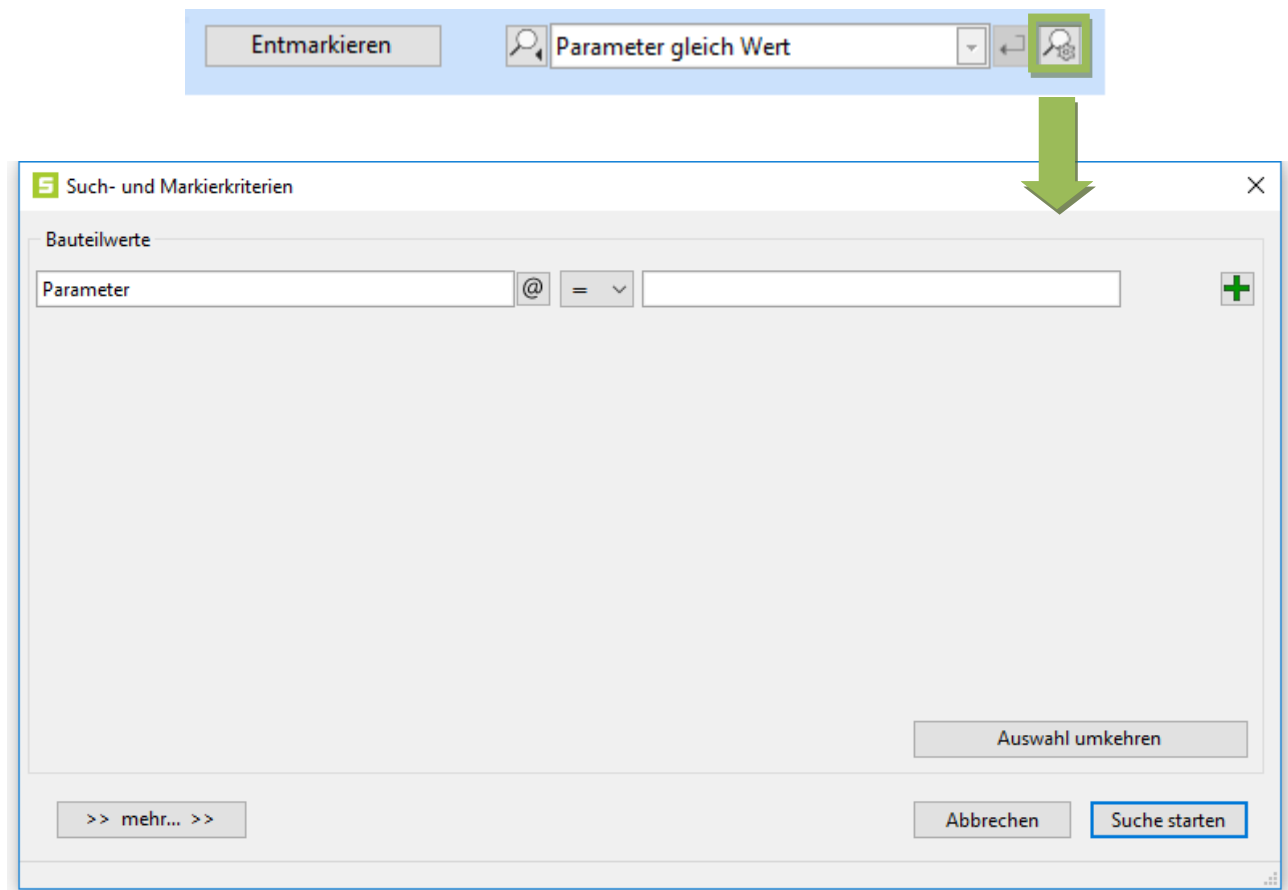 Entmarkieren Parameter gleich Wert
S Such- und Markierkriterien
Bauteilwerte
Parameter @ =
Auswahl umkehren
>> mehr... >> Abbrechen Suche starten